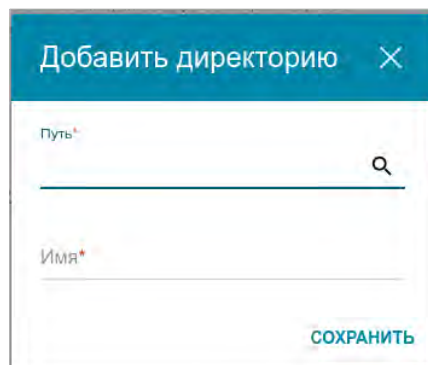 Добавить директорию
Путь*
Имя*
СОХРАНИТЬ